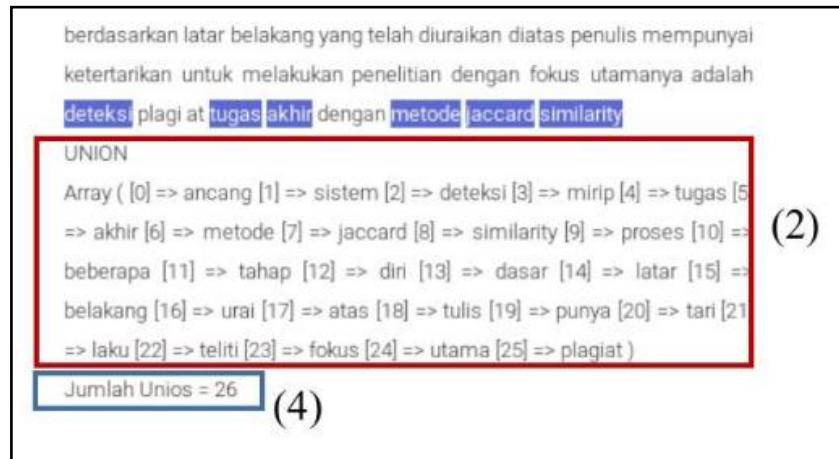 berdasarkan latar belakang yang telah diuraikan diatas penulis mempunyai
ketertarikan untuk melakukan penelitian dengan fokus utamanya adalah
deteksi plagi at tugas akhir dengan metode jaccard similarity
UNION
Array ( [0] => ancang [1] => sistem [2] => deteksi [3] => mirip [4] => tugas [5
=> akhir [6] => metode [7] => jaccard [8] => similarity [9] => proses [10] =>
beberapa [11] => tahap [12] => diri [13] => dasar [14] => latar [15] =>
belakang [16] => urai [17] => atas [18] => tulis [19] => punya [20] => tari [21
=> laku [22] => teliti [23] => fokus [24] => utama [25] => plagiat )
(2)
Jumlah Unios = 26
(4)